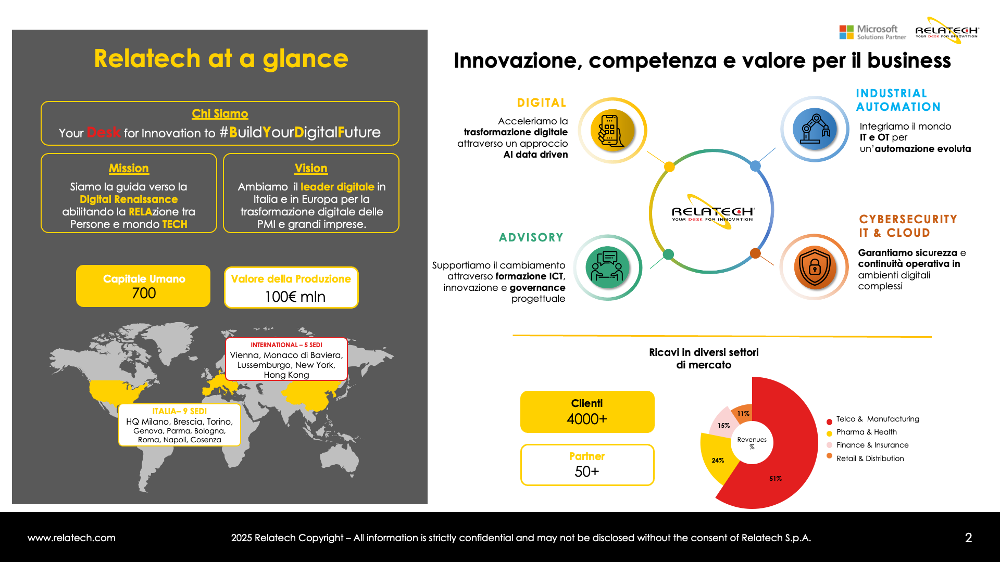 Microsoft
Solutions Partner
RELATECH
YOUR DESK FOR INNOVATION
Relatech at a glance
Chi Siamo
Your Desk for Innovation to #BuildYourDigitalFuture
Mission
Siamo la guida verso la
Digital Renaissance
abilitando la RELAzione tra
Persone e mondo TECH
Vision
Ambiamo  il leader digitale in
Italia e in Europa per la
trasformazione digitale delle
PMI e grandi imprese.
Capitale Umano
700
Valore della Produzione
100€ mln
INTERNATIONAL – 5 SEDI
Vienna, Monaco di Baviera,
Lussemburgo, New York,
Hong Kong
ITALIA– 9 SEDI
HQ Milano, Brescia, Torino,
Genova, Parma, Bologna,
Roma, Napoli, Cosenza
Innovazione, competenza e valore per il business
DIGITAL
Acceleriamo la
trasformazione digitale
attraverso un approccio
AI data driven
INDUSTRIAL
AUTOMATION
Integriamo il mondo
IT e OT per
un’automazione evoluta
RELATECH
YOUR DESK FOR INNOVATION
ADVISORY
Supportiamo il cambiamento
attraverso formazione ICT,
innovazione e governance
progettuale
CYBERSECURITY
IT & CLOUD
Garantiamo sicurezza e
continuità operativa in
ambienti digitali
complessi
Ricavi in diversi settori
di mercato
Clienti
4000+
Partner
50+
11%
15%
24%
51%
Revenues
%
Telco &  Manufacturing
Pharma & Health
Finance & Insurance
Retail & Distribution
www.relatech.com
2025 Relatech Copyright – All information is strictly confidential and may not be disclosed without the consent of Relatech S.p.A.
2